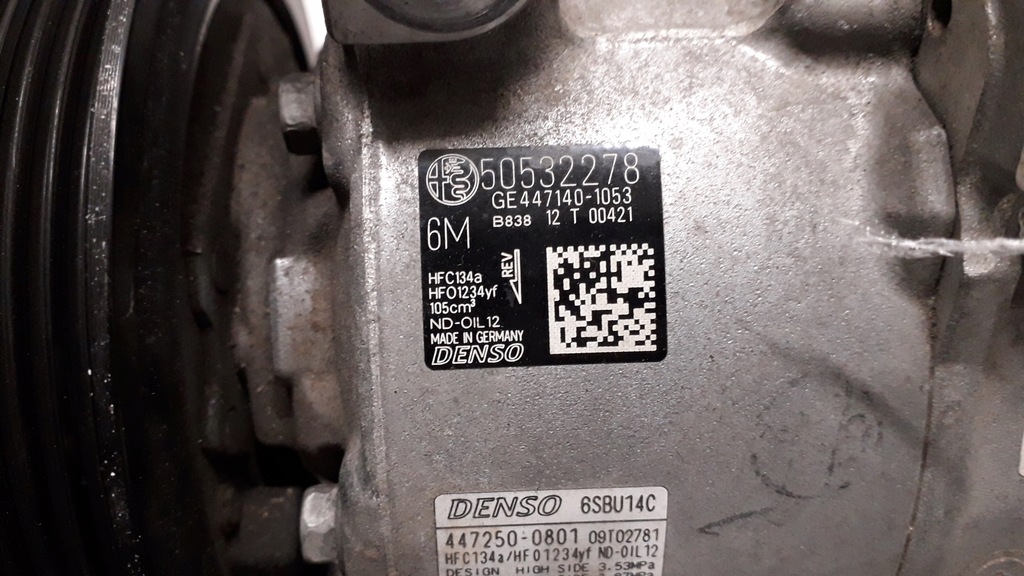 50532278
GE447140-1053
B838 12 T 00421
6M
REV
HFC134a
HFO1234yf
105cm³
ND-OIL12
MADE IN GERMANY
DENSO
DENSO 6SBU14C
447250-0801 09T02781
HFC134a/HFO1234yf ND-OIL12
DESIGN HIGH SIDE 3.53MPa